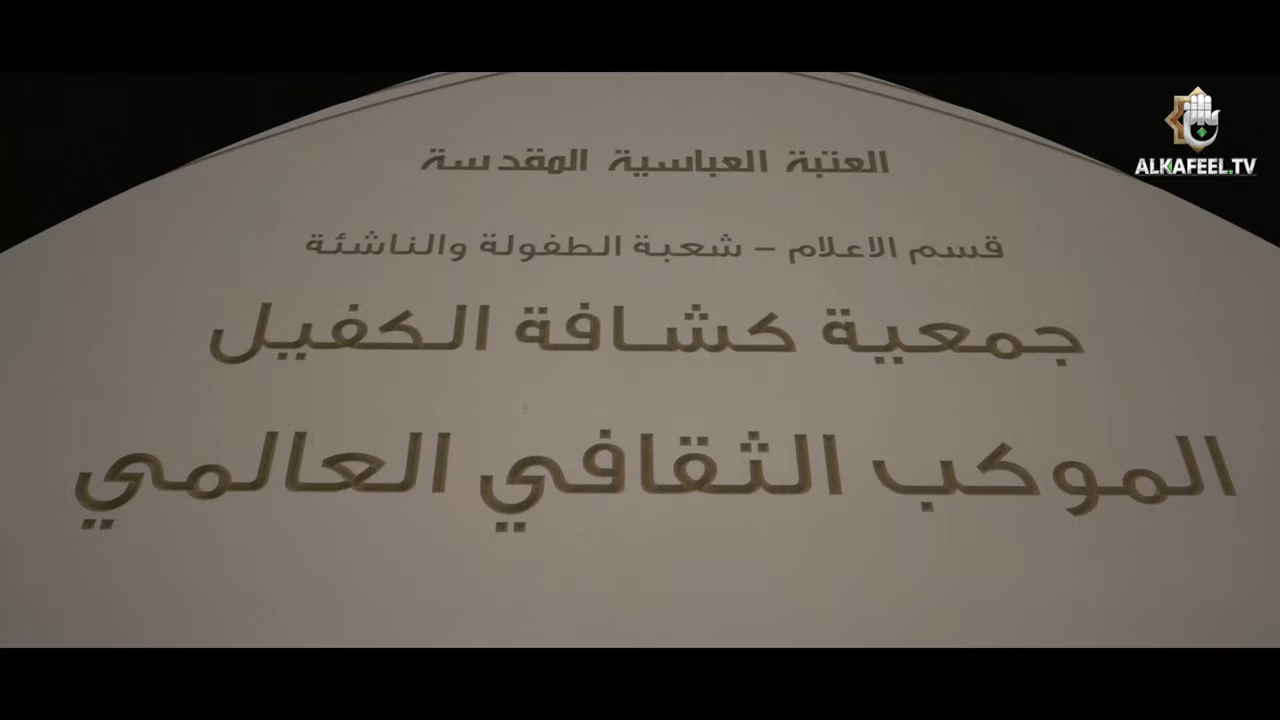 العتبة العباسية المقدسة
قسم الاعلام – شعبة الطفولة والناشئة
جمعية كشافة الكفيل
الموكب الثقافي العالمي
ALKAFEEL.TV